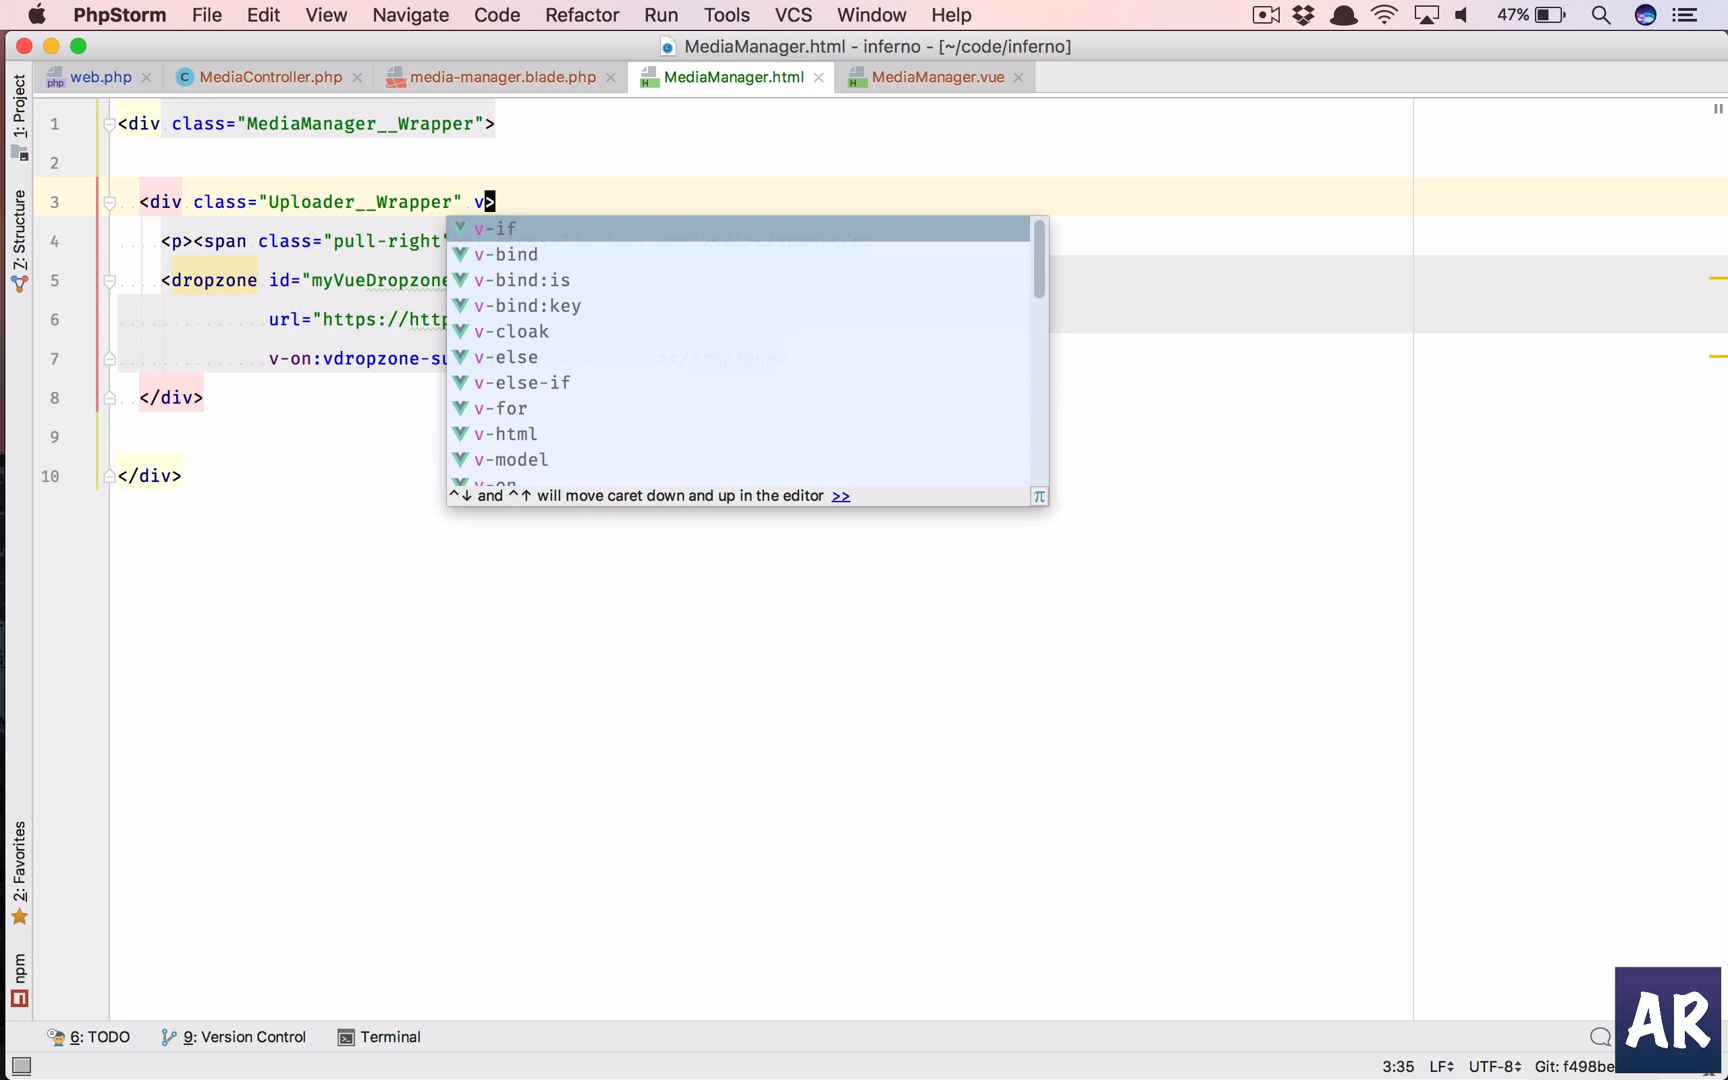 PhpStorm File Edit View Navigate Code Refactor Run Tools VCS Window Help 47%
MediaManager.html - inferno - [~/code/inferno]
web.php MediaController.php media-manager.blade.php MediaManager.html MediaManager.vue
1: Project
7: Structure
2: Favorites
npm
1 <div class="MediaManager__Wrapper">
2
3 <div class="Uploader__Wrapper" v>
4 <p><span class="pull-right"
5 <dropzone id="myVueDropzone
6 url="https://http
7 v-on:vdropzone-su
8 </div>
9
10 </div>
v-if
v-bind
v-bind:is
v-bind:key
v-cloak
v-else
v-else-if
v-for
v-html
v-model
v-on
^↓ and ^↑ will move caret down and up in the editor >>
π
6: TODO 9: Version Control Terminal
3:35 LF UTF-8 Git: f498be
AR